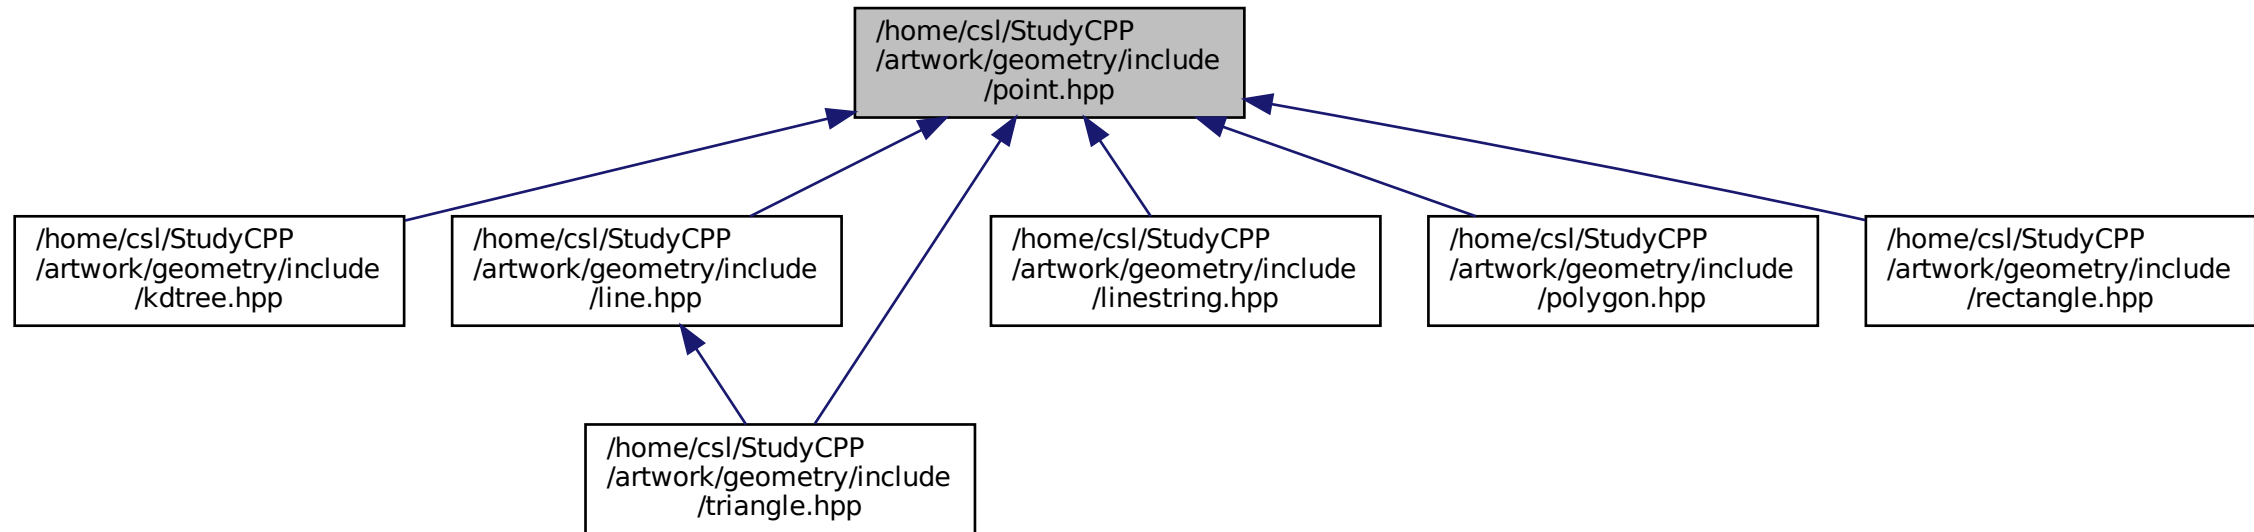 /home/csl/StudyCPP
/artwork/geometry/include
/point.hpp
/home/csl/StudyCPP
/artwork/geometry/include
/kdtree.hpp
/home/csl/StudyCPP
/artwork/geometry/include
/line.hpp
/home/csl/StudyCPP
/artwork/geometry/include
/linestring.hpp
/home/csl/StudyCPP
/artwork/geometry/include
/polygon.hpp
/home/csl/StudyCPP
/artwork/geometry/include
/rectangle.hpp
/home/csl/StudyCPP
/artwork/geometry/include
/triangle.hpp